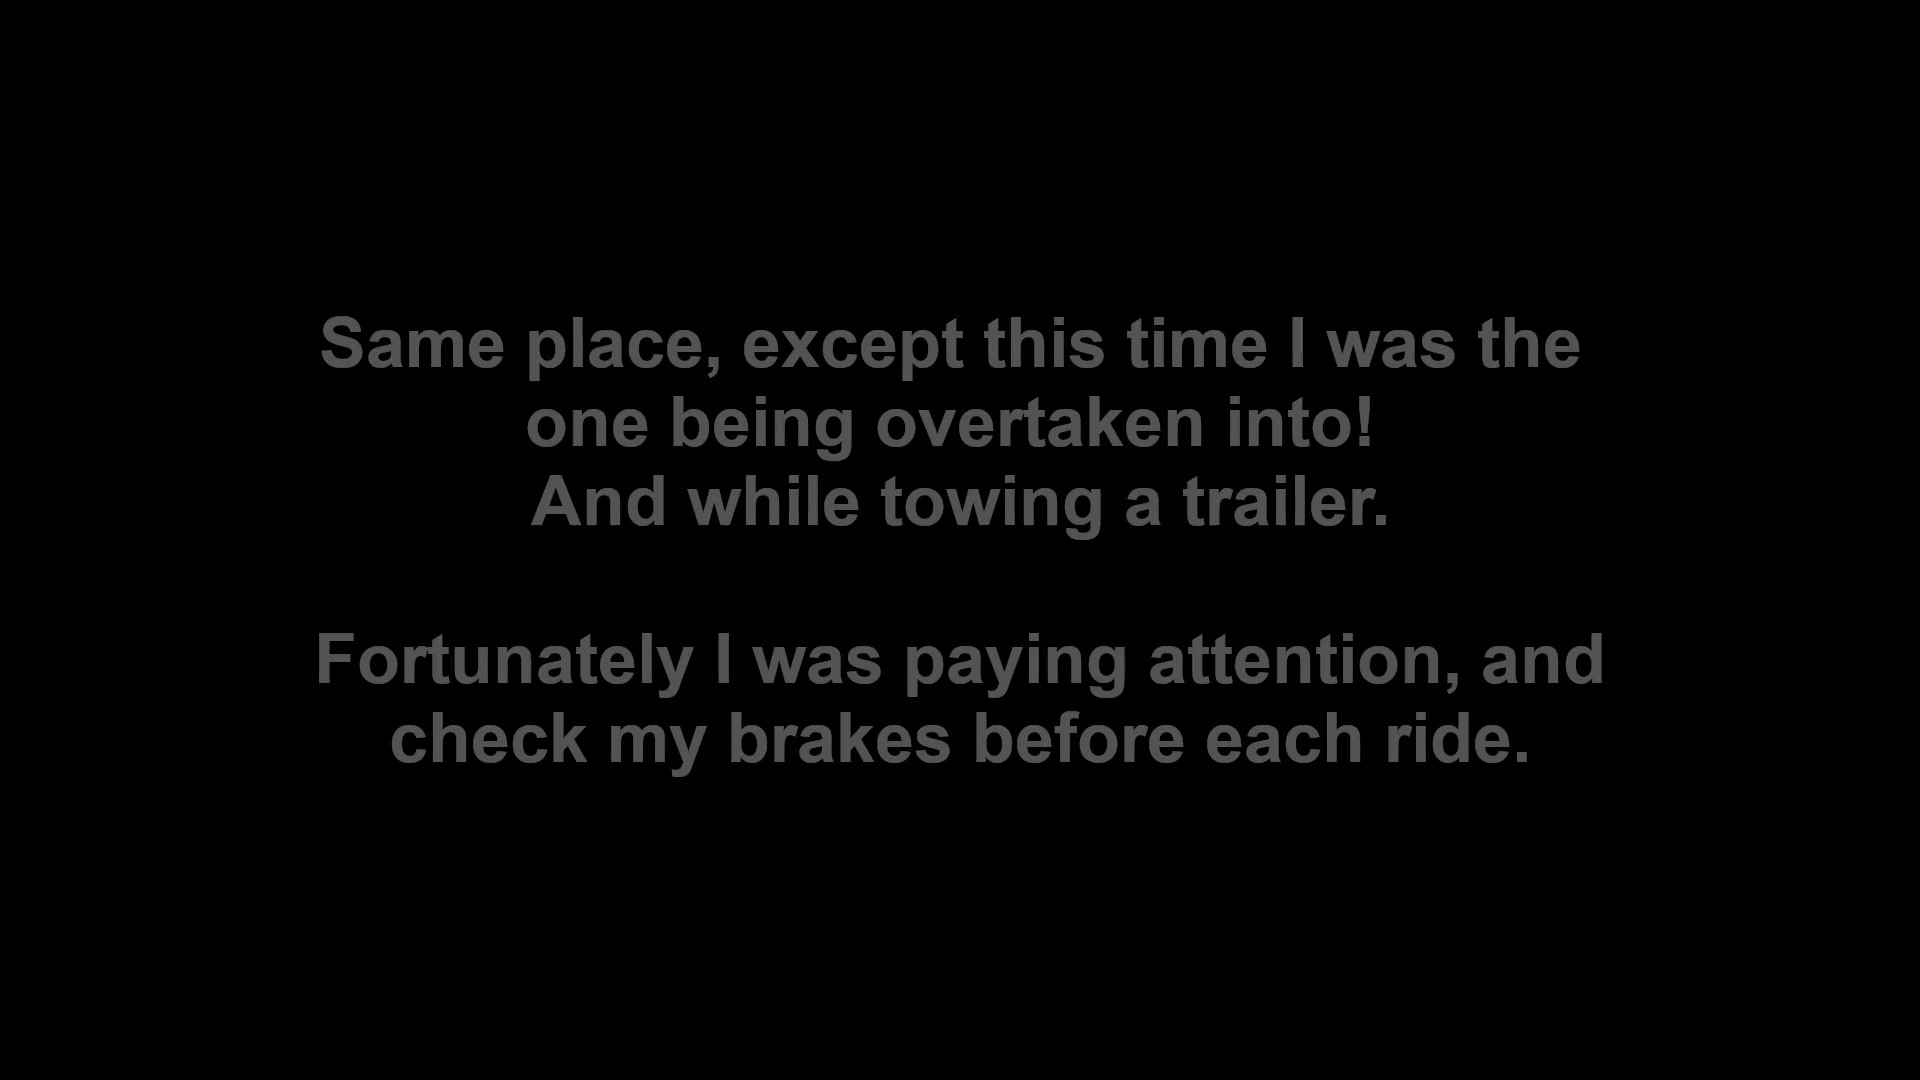 Same place, except this time I was the
one being overtaken into!
And while towing a trailer.
Fortunately I was paying attention, and
check my brakes before each ride.